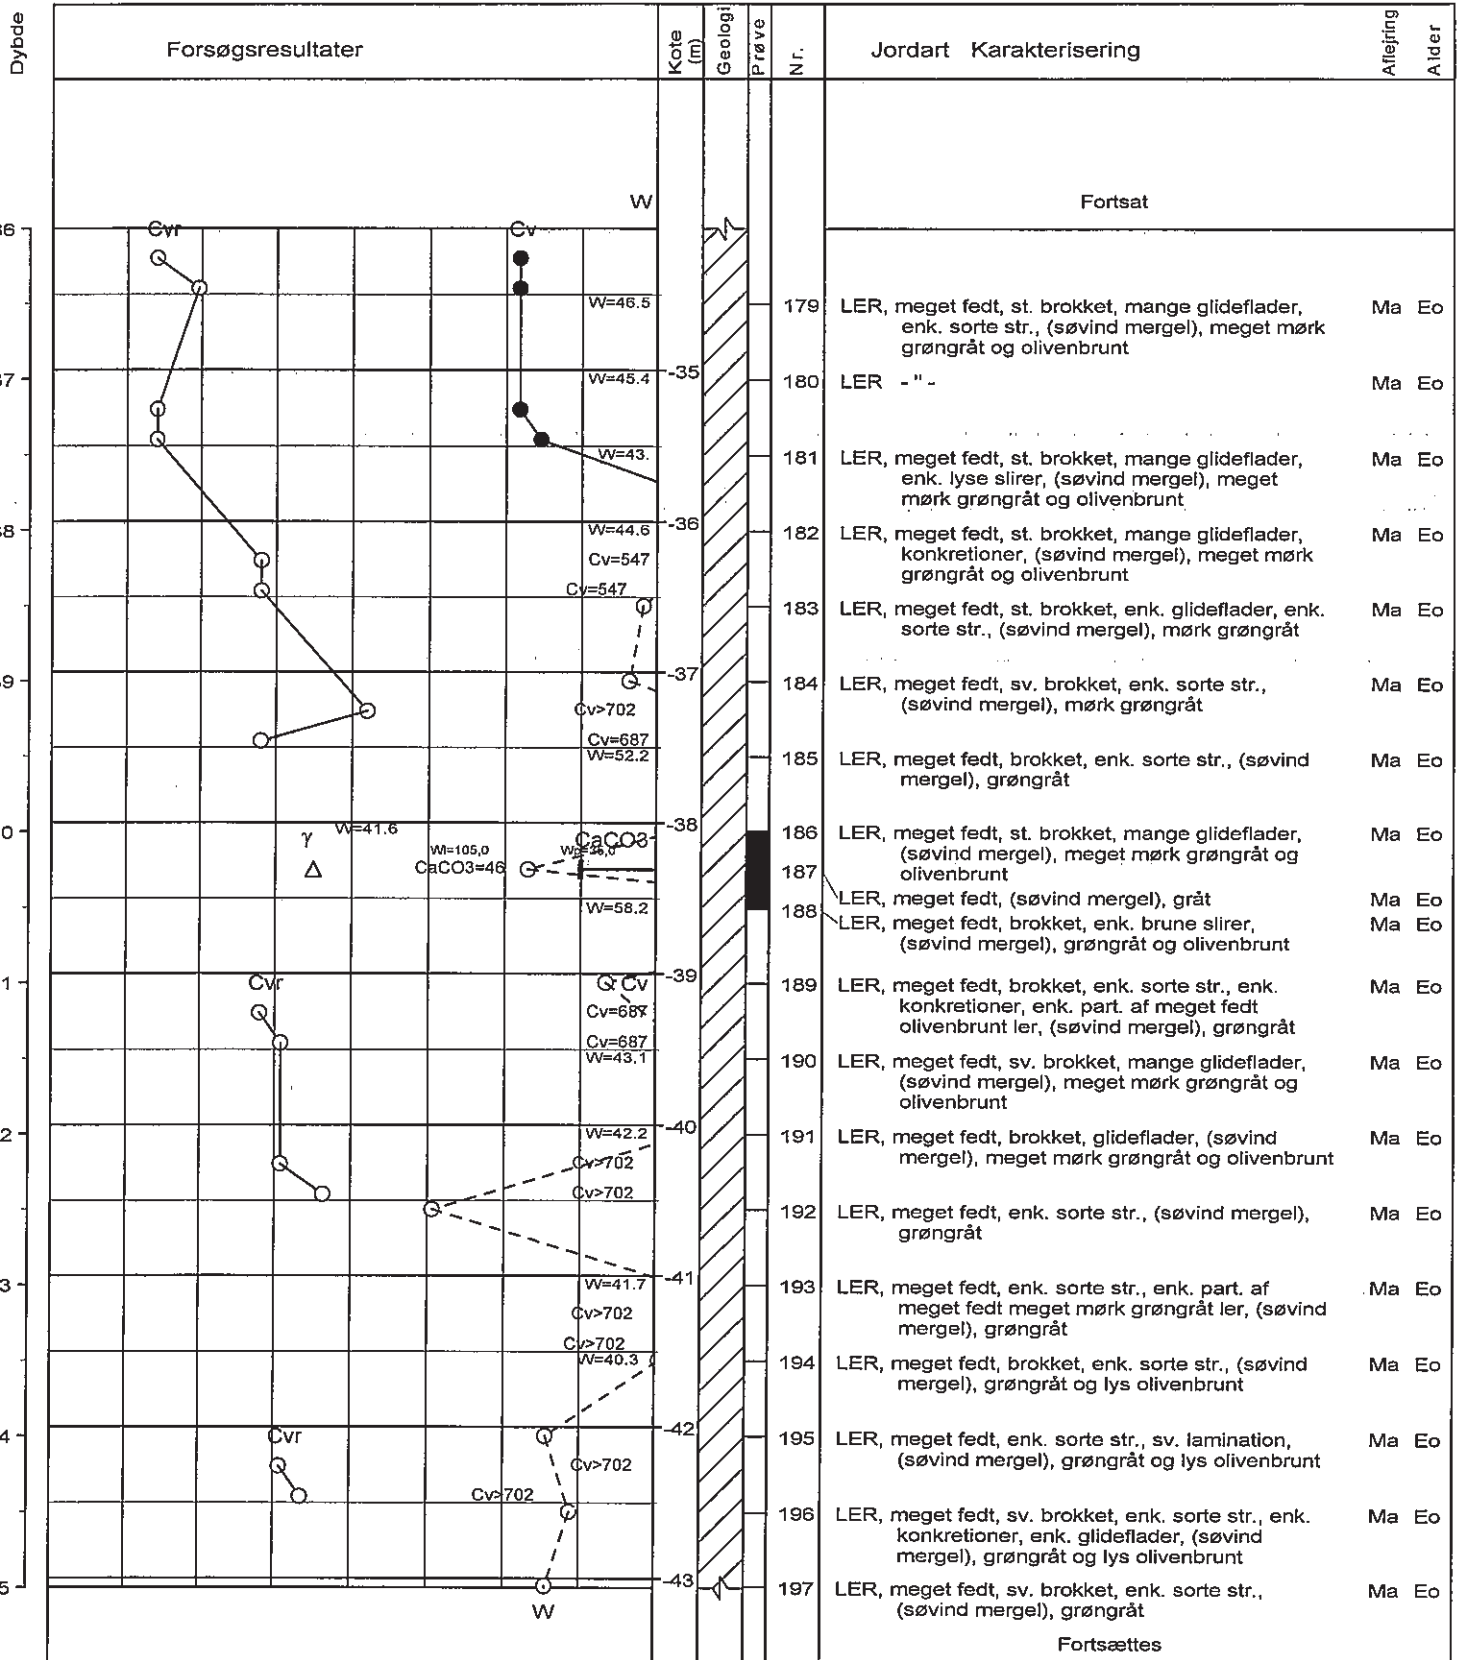 Dybde
Forsøgsresultater
Kote (m)
Geologi
Prøve
Nr.
Jordart Karakterisering
Aflejring
Alder
W
Fortsat
Cvr
Cv
W=46.5
179 LER, meget fedt, st. brokket, mange glideflader, Ma Eo
enk. sorte str., (søvind mergel), meget mørk
grøngråt og olivenbrunt
-35
W=45.4
180 LER -"- Ma Eo
W=43.
181 LER, meget fedt, st. brokket, mange glideflader, Ma Eo
enk. lyse slirer, (søvind mergel), meget
mørk grøngråt og olivenbrunt
-36
W=44.6
182 LER, meget fedt, st. brokket, mange glideflader, Ma Eo
konkretioner, (søvind mergel), meget mørk
grøngråt og olivenbrunt
Cv=547
Cv=547
183 LER, meget fedt, st. brokket, enk. glideflader, enk. Ma Eo
sorte str., (søvind mergel), mørk grøngråt
-37
184 LER, meget fedt, sv. brokket, enk. sorte str., Ma Eo
(søvind mergel), mørk grøngråt
Cv>702
Cv=687
W=52.2
185 LER, meget fedt, brokket, enk. sorte str., (søvind Ma Eo
mergel), grøngråt
-38
γ
W=41.6
CaCO3
Wl=105,0
CaCO3=46
186 LER, meget fedt, st. brokket, mange glideflader, Ma Eo
(søvind mergel), meget mørk grøngråt og
olivenbrunt
187
LER, meget fedt, (søvind mergel), gråt Ma Eo
W=58.2
188
LER, meget fedt, brokket, enk. brune slirer, Ma Eo
(søvind mergel), grøngråt og olivenbrunt
-39
Cvr
Cv
Cv=687
Cv=687
189 LER, meget fedt, brokket, enk. sorte str., enk. Ma Eo
konkretioner, enk. part. af meget fedt
olivenbrunt ler, (søvind mergel), grøngråt
W=43.1
190 LER, meget fedt, sv. brokket, mange glideflader, Ma Eo
(søvind mergel), meget mørk grøngråt og
olivenbrunt
-40
W=42.2
191 LER, meget fedt, brokket, glideflader, (søvind Ma Eo
mergel), meget mørk grøngråt og olivenbrunt
Cv>702
Cv>702
192 LER, meget fedt, enk. sorte str., (søvind mergel), Ma Eo
grøngråt
-41
W=41.7
193 LER, meget fedt, enk. sorte str., enk. part. af Ma Eo
meget fedt meget mørk grøngråt ler, (søvind
mergel), grøngråt
Cv>702
Cv>702
W=40.3
194 LER, meget fedt, brokket, enk. sorte str., (søvind Ma Eo
mergel), grøngråt og lys olivenbrunt
-42
Cvr
195 LER, meget fedt, enk. sorte str., sv. lamination, Ma Eo
(søvind mergel), grøngråt og lys olivenbrunt
Cv>702
Cv>702
196 LER, meget fedt, sv. brokket, enk. sorte str., enk. Ma Eo
konkretioner, enk. glideflader, (søvind
mergel), grøngråt og lys olivenbrunt
-43
W
197 LER, meget fedt, sv. brokket, enk. sorte str., Ma Eo
(søvind mergel), grøngråt
Fortsættes